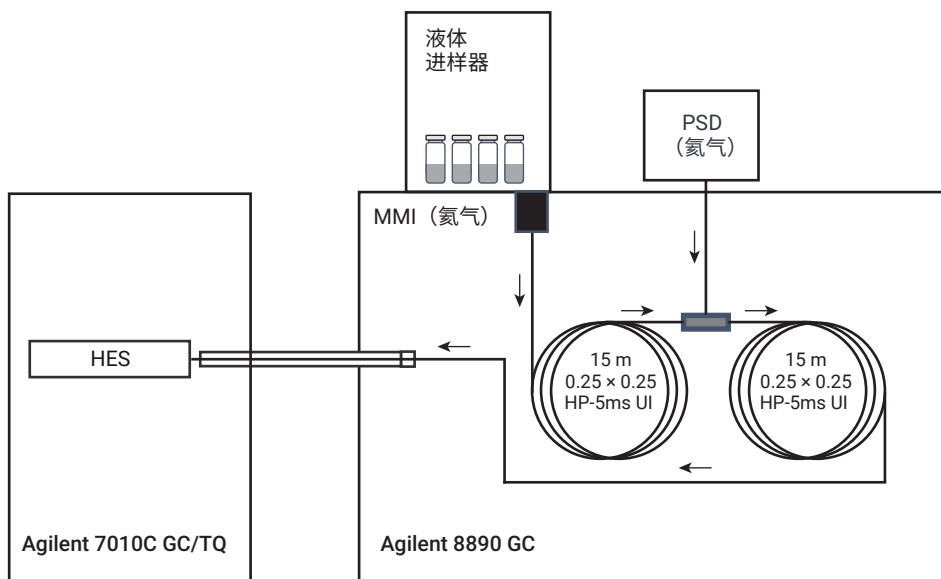 液体
进样器
PSD
（氦气）
MMI（氦气）
HES
15 m
0.25 × 0.25
HP-5ms UI
15 m
0.25 × 0.25
HP-5ms UI
Agilent 7010C GC/TQ
Agilent 8890 GC